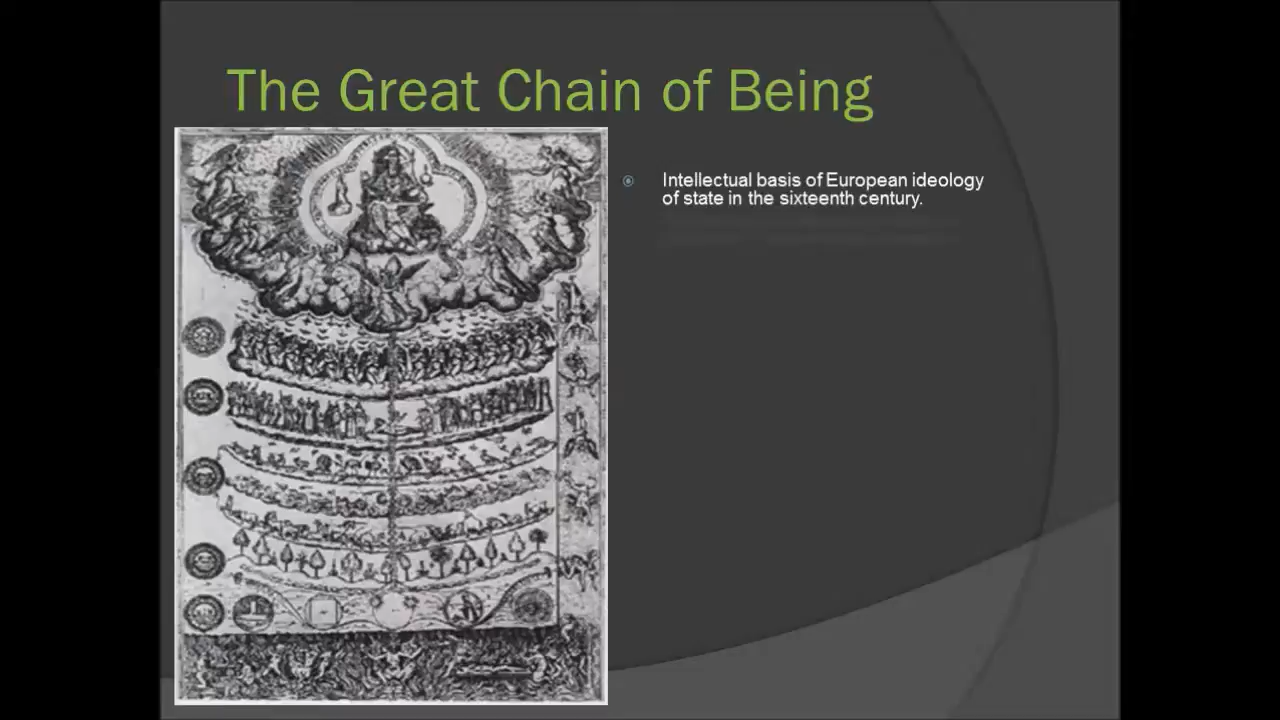 The Great Chain of Being
Intellectual basis of European ideology
of state in the sixteenth century.